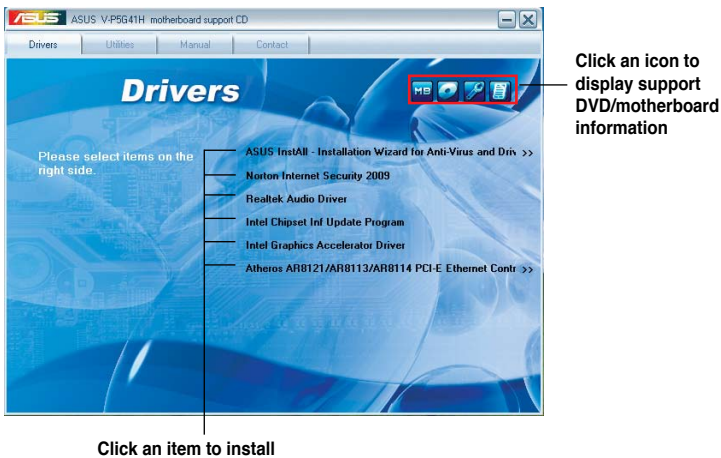 ASUS ASUS V-P5G41H motherboard support CD
Drivers Utilities Manual Contact
Drivers
MB
Click an icon to
display support
DVD/motherboard
information
Please select items on the
right side.
ASUS InstAll - Installation Wizard for Anti-Virus and Driv >>
Norton Internet Security 2009
Realtek Audio Driver
Intel Chipset Inf Update Program
Intel Graphics Accelerator Driver
Atheros AR8121/AR8113/AR8114 PCI-E Ethernet Contr >>
Click an item to install